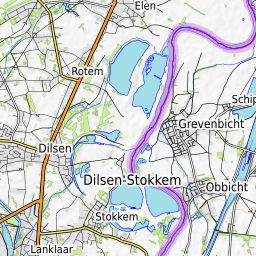 Elen
Rotem
Schip
Grevenbicht
Dilsen
Dilsen-Stokkem
Obbicht
Stokkem
Lanklaar